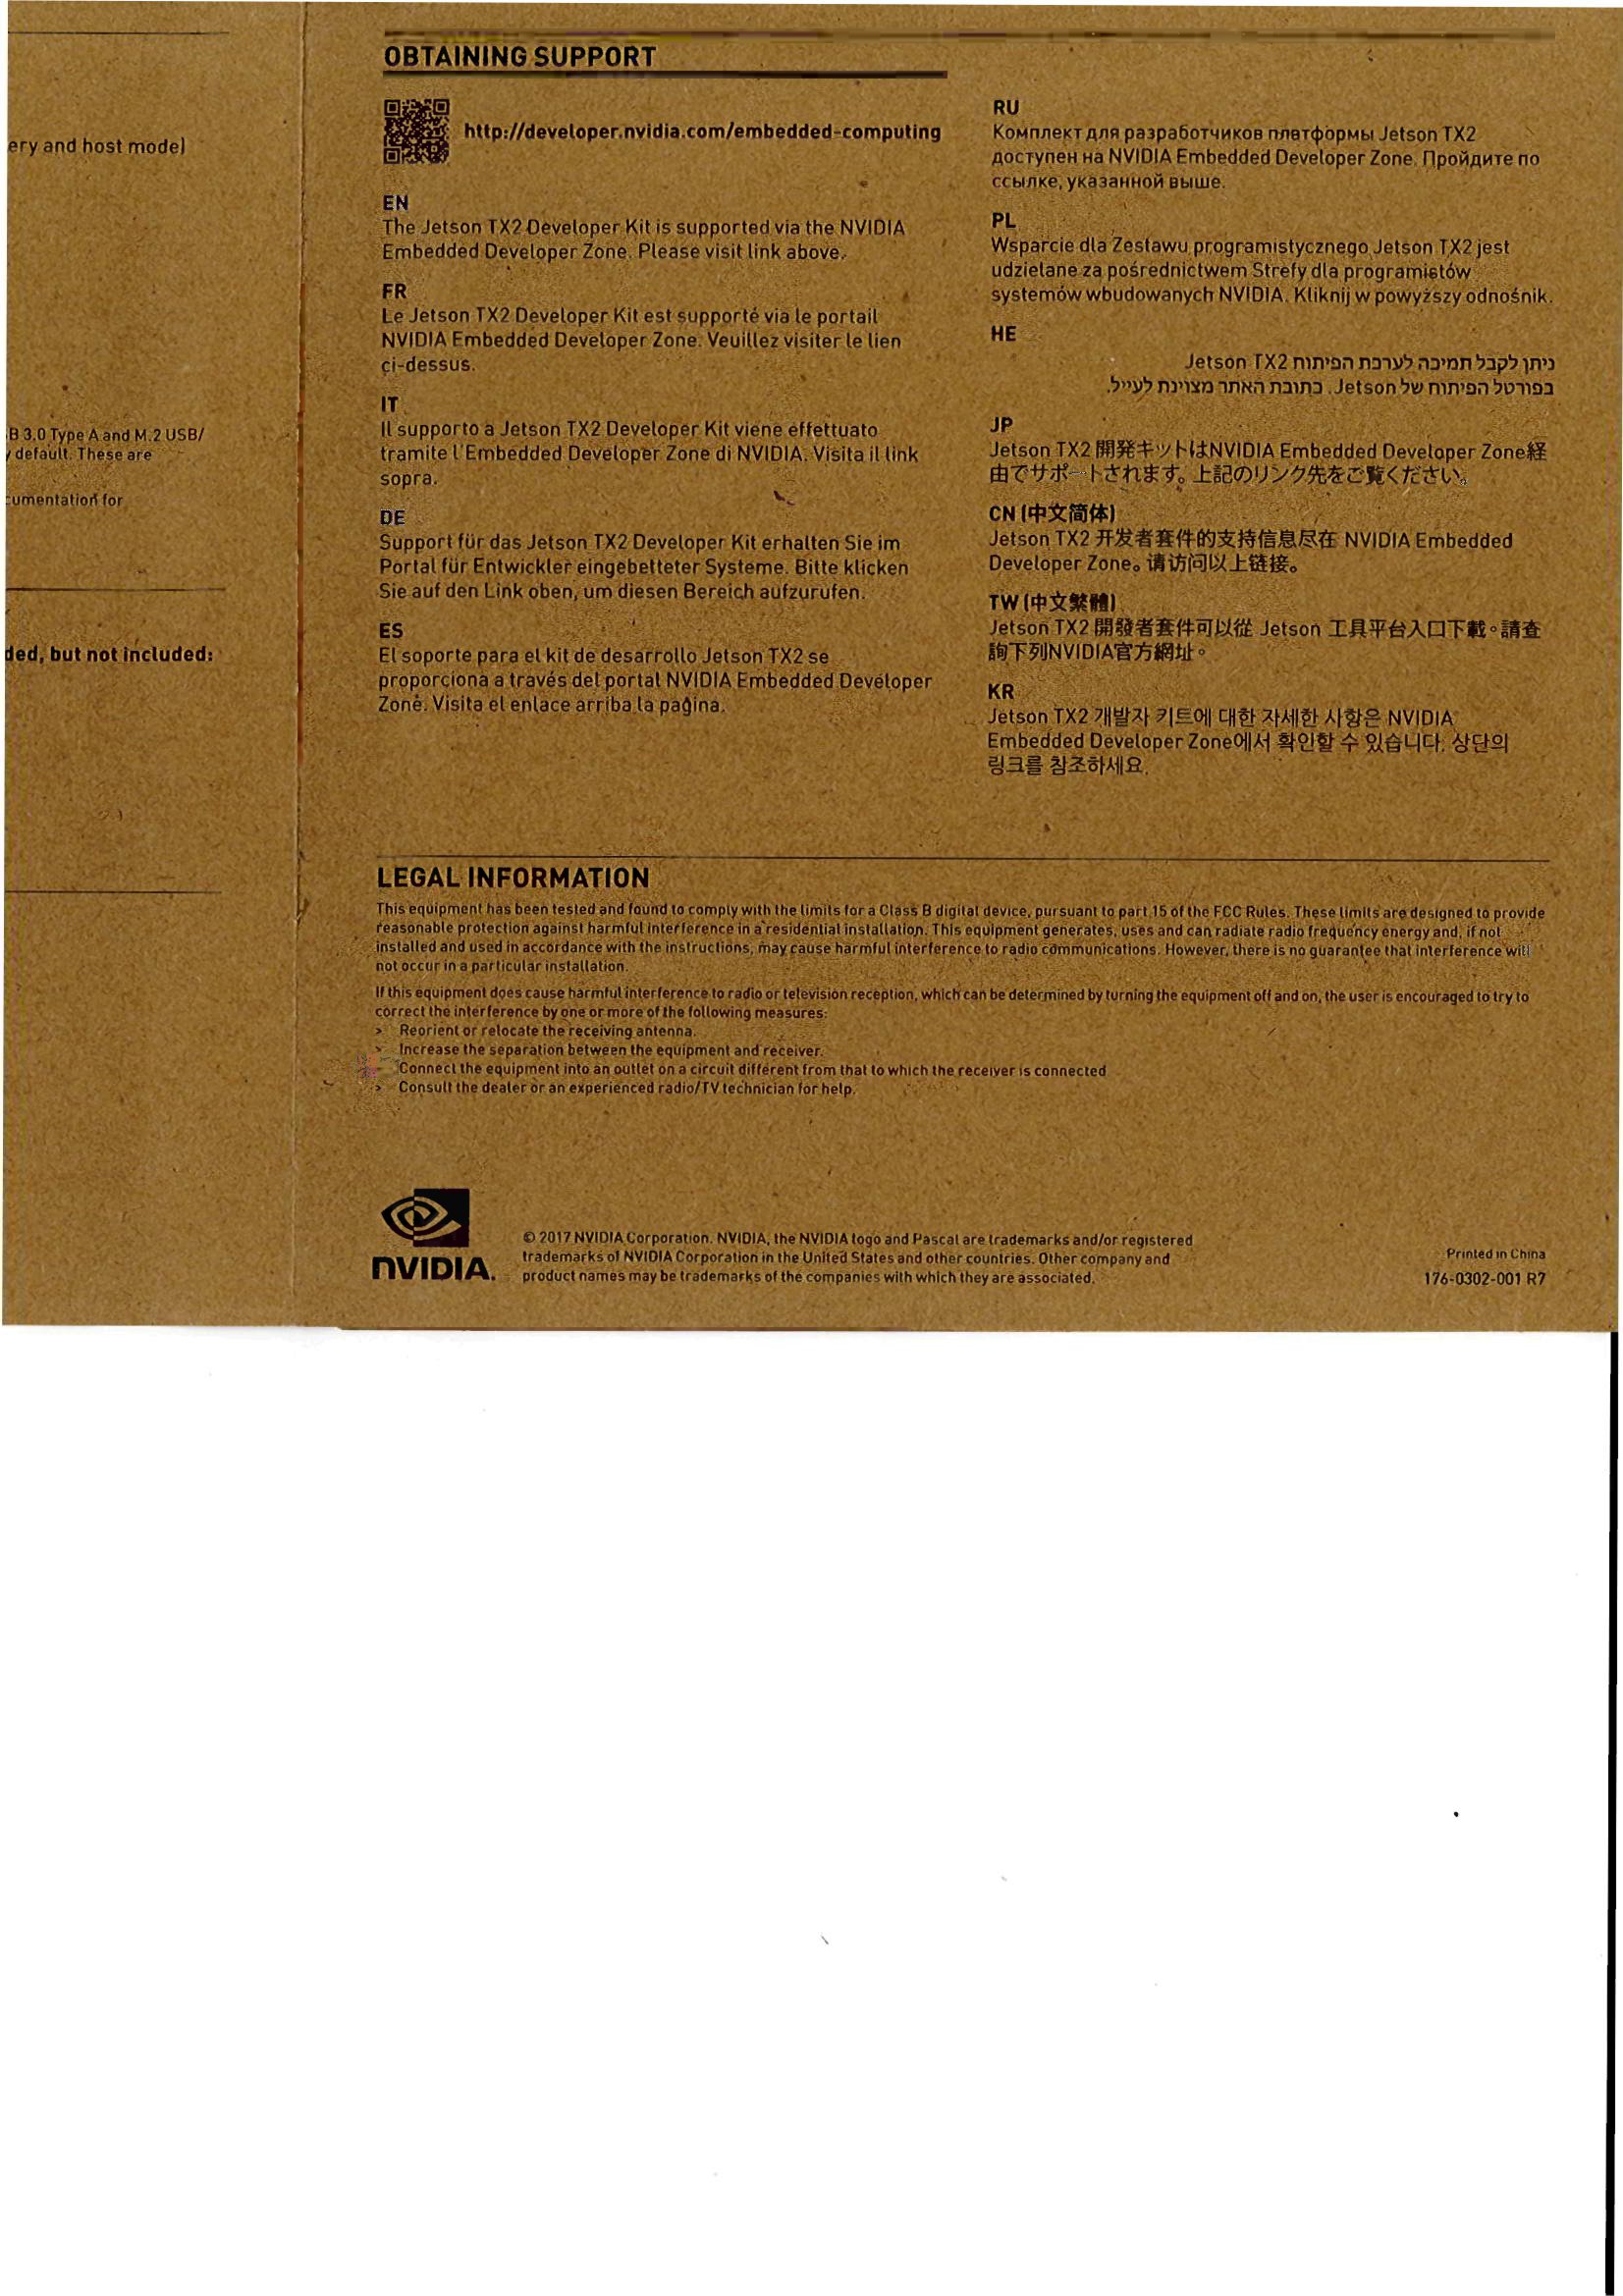 ery and host model)
B 3.0 Type A and M.2 USB/
default. These are
umentation for
ded, but not included:
OBTAINING SUPPORT
http://developer.nvidia.com/embedded-computing
EN
The Jetson TX2 Developer Kit is supported via the NVIDIA
Embedded Developer Zone. Please visit link above.
FR
Le Jetson TX2 Developer Kit est supporté via le portail
NVIDIA Embedded Developer Zone. Veuillez visiter le lien
ci-dessus.
IT
Il supporto a Jetson TX2 Developer Kit viene effettuato
tramite l'Embedded Developer Zone di NVIDIA. Visita il link
sopra.
DE
Support für das Jetson TX2 Developer Kit erhalten Sie im
Portal für Entwickler eingebetteter Systeme. Bitte klicken
Sie auf den Link oben, um diesen Bereich aufzurufen.
ES
El soporte para el kit de desarrollo Jetson TX2 se
proporciona a través del portal NVIDIA Embedded Developer
Zone. Visita el enlace arriba la pagina.
RU
Комплект для разработчиков платформы Jetson TX2
доступен на NVIDIA Embedded Developer Zone. Пройдите по
ссылке, указанной выше.
PL
Wsparcie dla Zestawu programistycznego Jetson TX2 jest
udzielane za pośrednictwem Strefy dla programistów
systemów wbudowanych NVIDIA. Kliknij w powyższy odnośnik.
HE
ניתן לקבל תמיכה לערכת הפיתוח Jetson TX2
בפורטל הפיתוח של Jetson. כתובת האתר מצוינת לעייל.
JP
Jetson TX2 開発キットはNVIDIA Embedded Developer Zone経
由でサポートされます。上記のリンク先をご覧ください。
CN (中文简体)
Jetson TX2 开发者套件的支持信息尽在 NVIDIA Embedded
Developer Zone。请访问以上链接。
TW (中文繁體)
Jetson TX2 開發者套件可以從 Jetson 工具平台入口下載。請查
詢下列NVIDIA官方網址。
KR
Jetson TX2 개발자 키트에 대한 자세한 사항은 NVIDIA
Embedded Developer Zone에서 확인할 수 있습니다. 상단의
링크를 참조하세요.
LEGAL INFORMATION
This equipment has been tested and found to comply with the limits for a Class B digital device, pursuant to part 15 of the FCC Rules. These limits are designed to provide
reasonable protection against harmful interference in a residential installation. This equipment generates, uses and can radiate radio frequency energy and, if not
installed and used in accordance with the instructions, may cause harmful interference to radio communications. However, there is no guarantee that interference will
not occur in a particular installation.
If this equipment does cause harmful interference to radio or television reception, which can be determined by turning the equipment off and on, the user is encouraged to try to
correct the interference by one or more of the following measures:
> Reorient or relocate the receiving antenna.
> Increase the separation between the equipment and receiver.
> Connect the equipment into an outlet on a circuit different from that to which the receiver is connected
> Consult the dealer or an experienced radio/TV technician for help.
NVIDIA.
© 2017 NVIDIA Corporation. NVIDIA, the NVIDIA logo and Pascal are trademarks and/or registered
trademarks of NVIDIA Corporation in the United States and other countries. Other company and
product names may be trademarks of the companies with which they are associated.
Printed in China
176-0302-001 R7